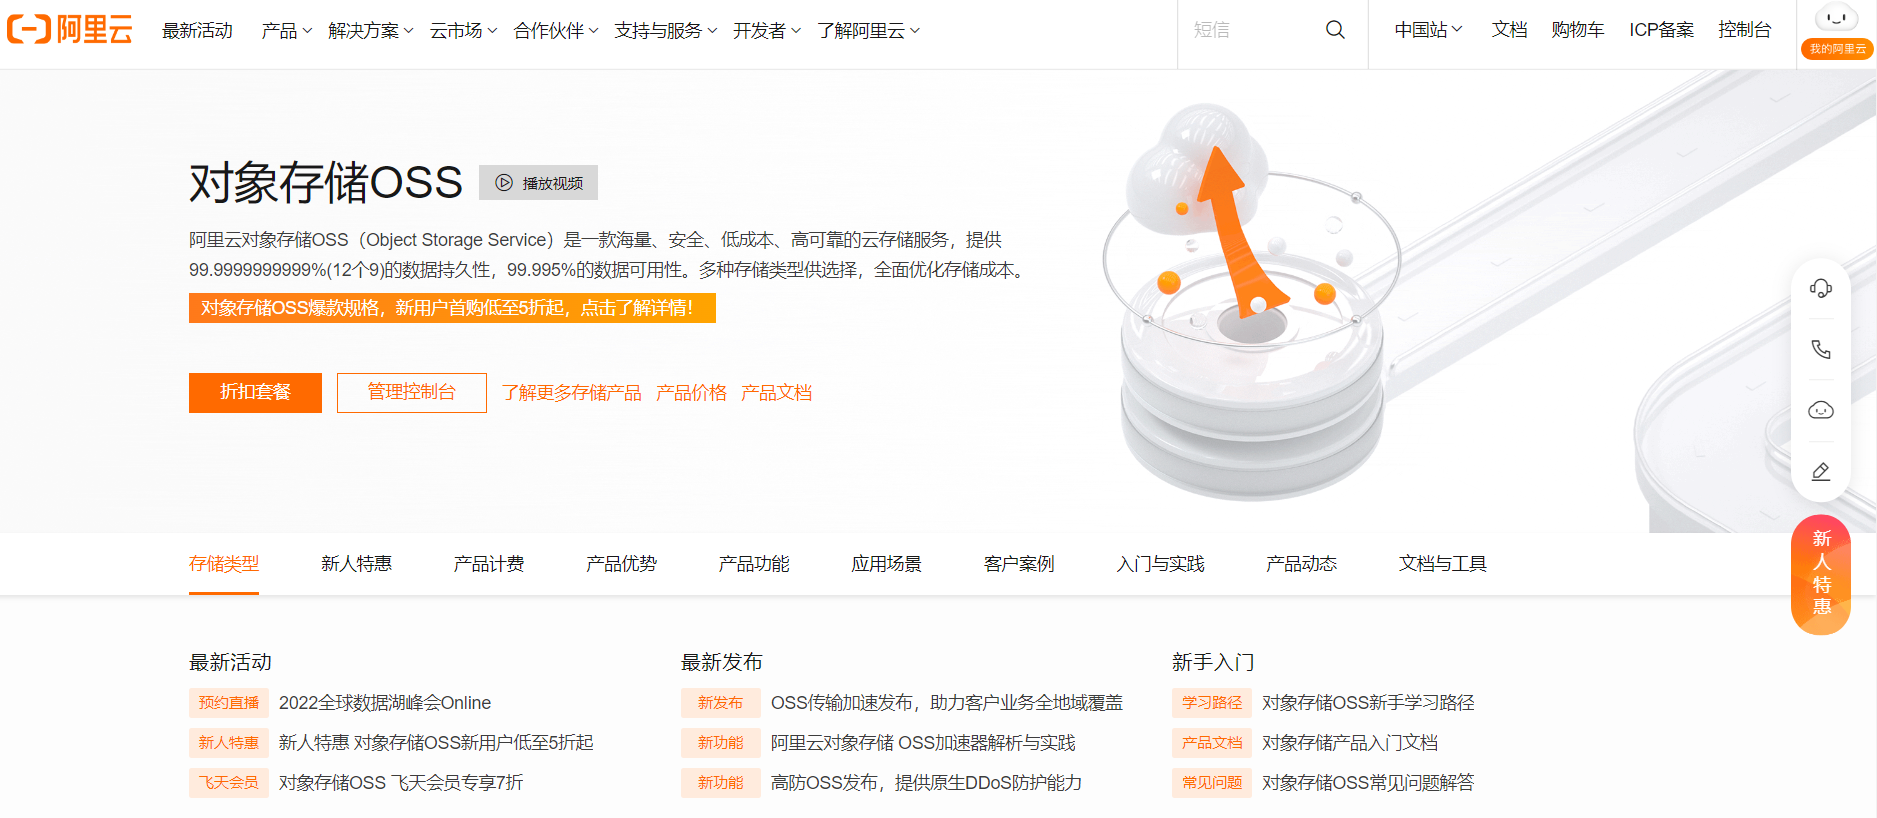 阿里云 最新活动 产品 解决方案 云市场 合作伙伴 支持与服务 开发者 了解阿里云 短信 中国站 文档 购物车 ICP备案 控制台
我的阿里云
对象存储OSS 播放视频
阿里云对象存储OSS（Object Storage Service）是一款海量、安全、低成本、高可靠的云存储服务，提供
99.9999999999%(12个9)的数据持久性，99.995%的数据可用性。多种存储类型供选择，全面优化存储成本。
对象存储OSS爆款规格，新用户首购低至5折起，点击了解详情！
折扣套餐 管理控制台 了解更多存储产品 产品价格 产品文档
新人特惠
存储类型 新人特惠 产品计费 产品优势 产品功能 应用场景 客户案例 入门与实践 产品动态 文档与工具
最新活动
预约直播 2022全球数据湖峰会Online
新人特惠 新人特惠 对象存储OSS新用户低至5折起
飞天会员 对象存储OSS 飞天会员专享7折
最新发布
新发布 OSS传输加速发布，助力客户业务全地域覆盖
新功能 阿里云对象存储 OSS加速器解析与实践
新功能 高防OSS发布，提供原生DDoS防护能力
新手入门
学习路径 对象存储OSS新手学习路径
产品文档 对象存储产品入门文档
常见问题 对象存储OSS常见问题解答